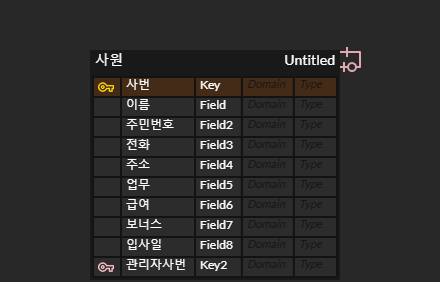 사원 Untitled
사번 Key Domain Type
이름 Field Domain Type
주민번호 Field2 Domain Type
전화 Field3 Domain Type
주소 Field4 Domain Type
업무 Field5 Domain Type
급여 Field6 Domain Type
보너스 Field7 Domain Type
입사일 Field8 Domain Type
관리자사번 Key2 Domain Type